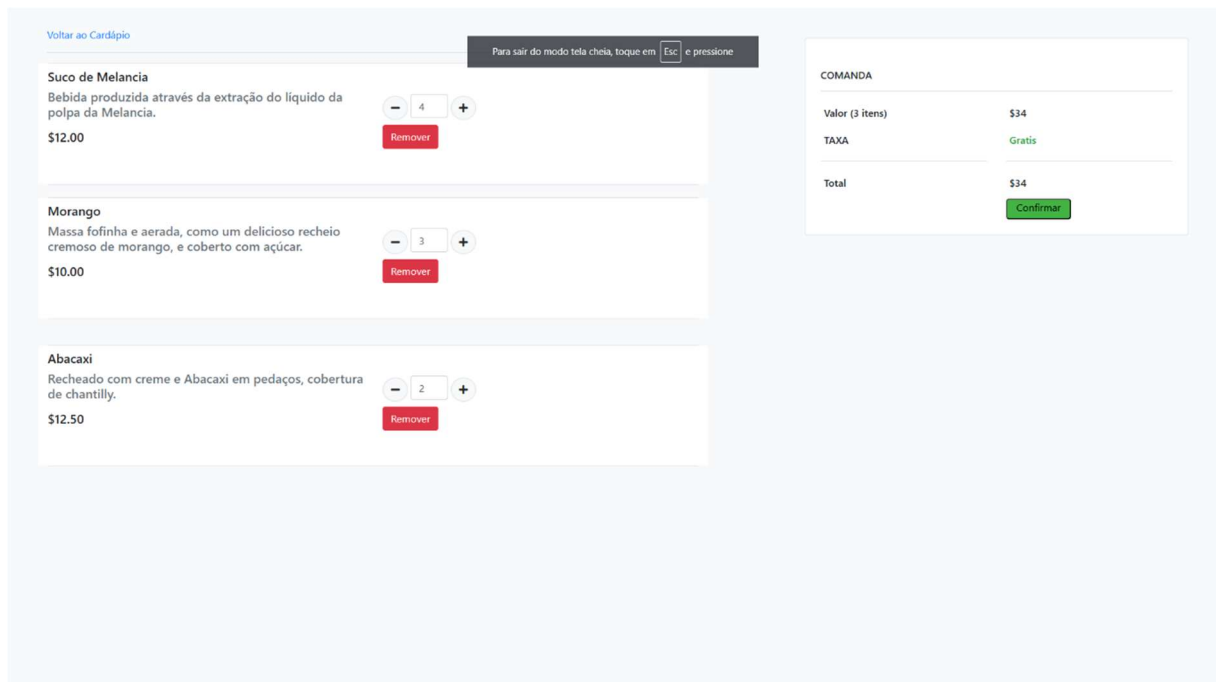 Voltar ao Cardápio
Para sair do modo tela cheia, toque em Esc e pressione
Suco de Melancia
Bebida produzida através da extração do líquido da
polpa da Melancia.
4
$12.00
Remover
Morango
Massa fofinha e aerada, como um delicioso recheio
cremoso de morango, e coberto com açúcar.
3
$10.00
Remover
Abacaxi
Recheado com creme e Abacaxi em pedaços, cobertura
de chantilly.
2
$12.50
Remover
COMANDA
Valor (3 itens) $34
TAXA Gratis
Total $34
Confirmar